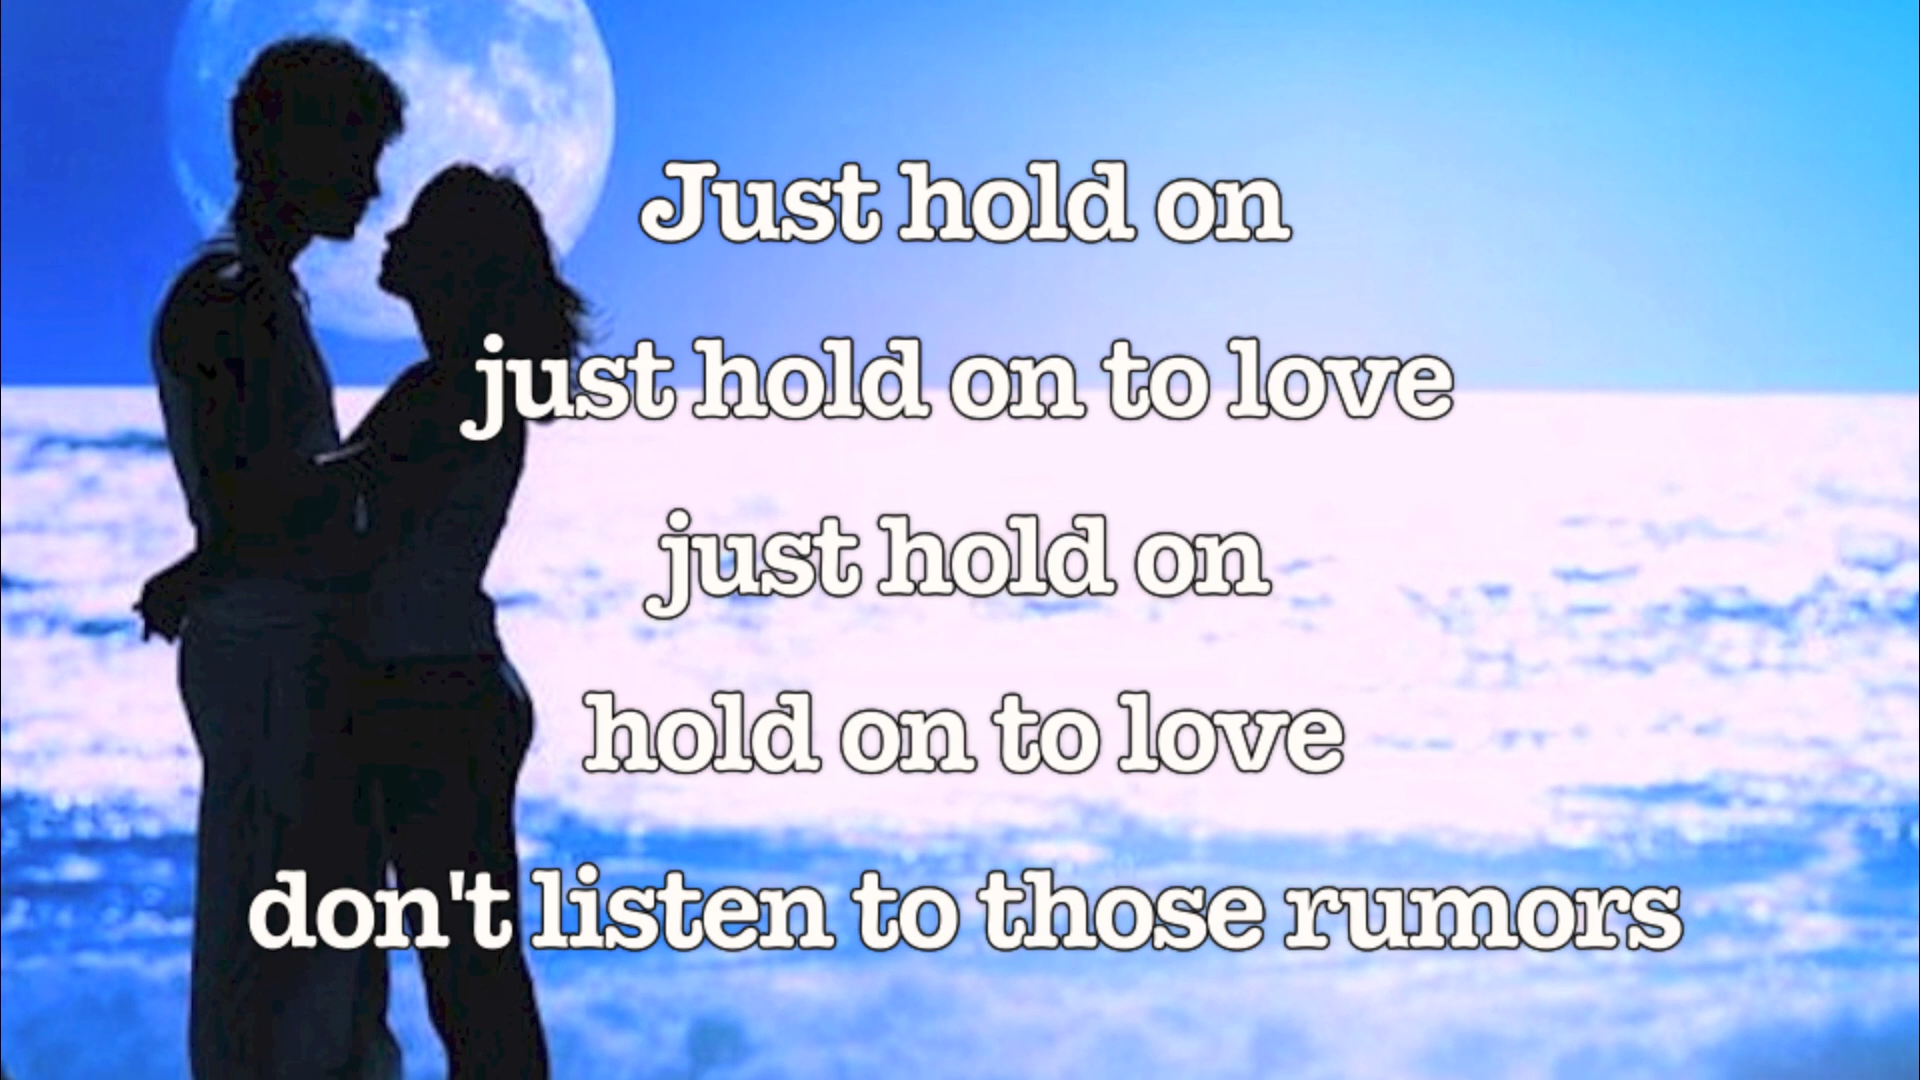 Just hold on
just hold on to love
just hold on
hold on to love
don't listen to those rumors